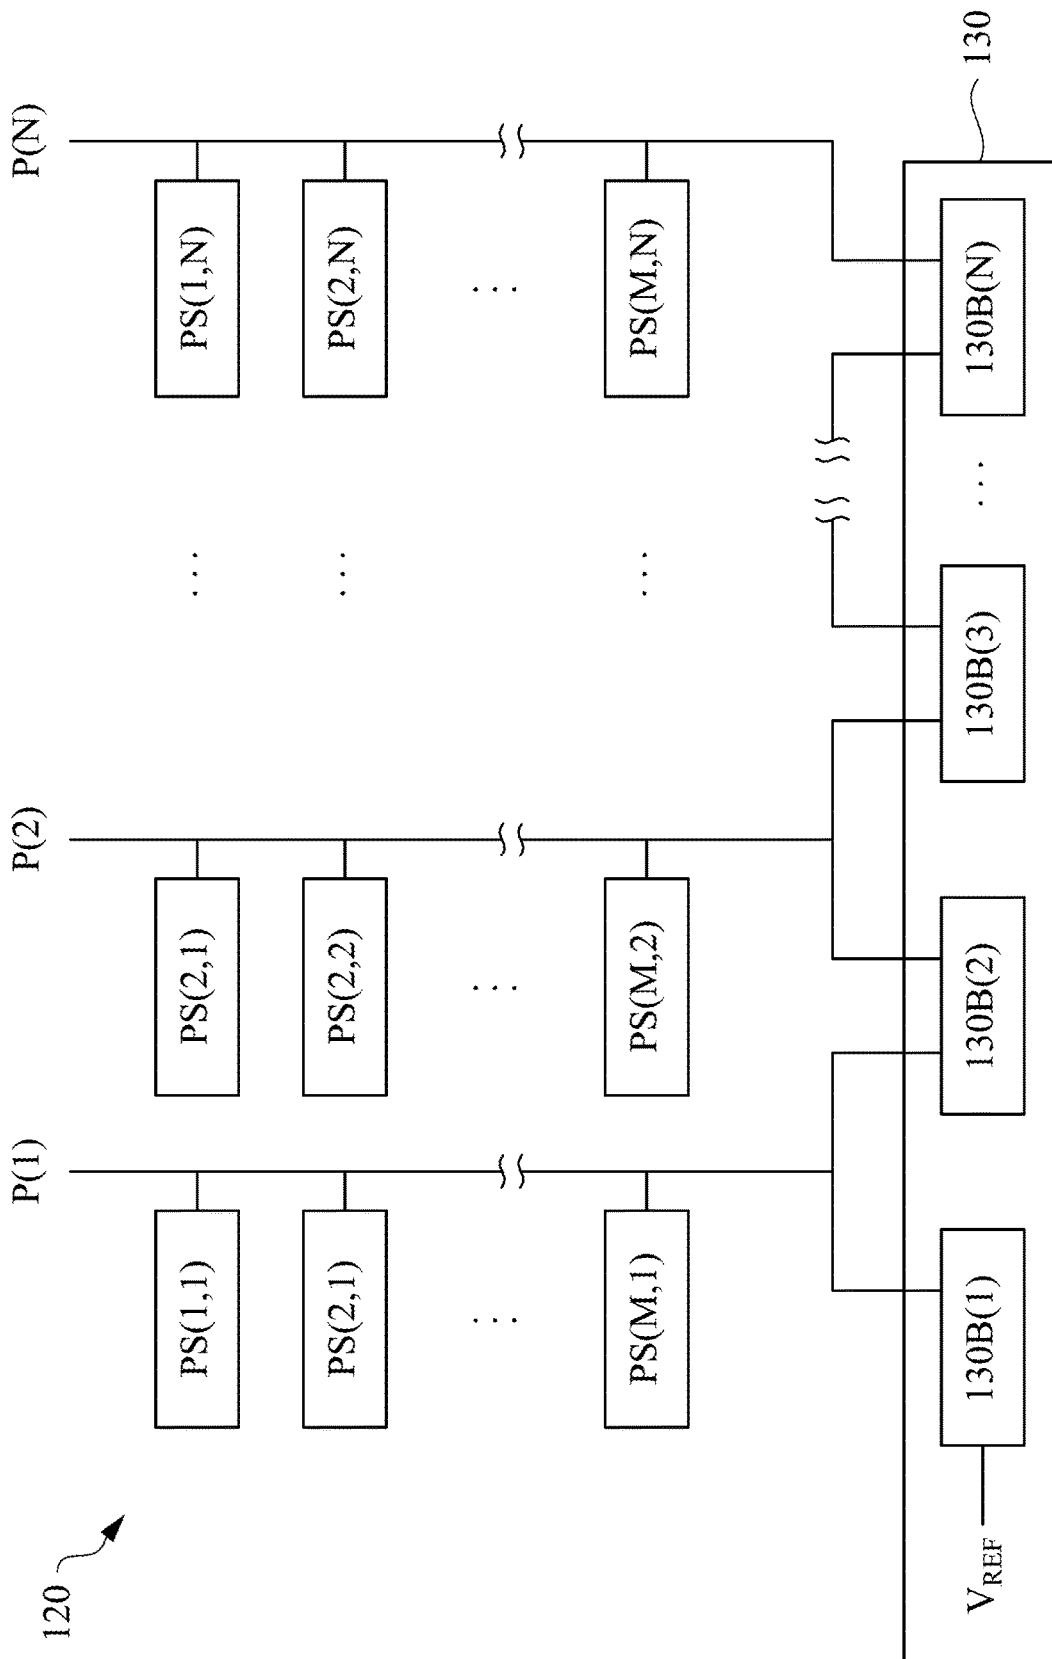 120
P(1)
P(2)
P(N)
PS(1,1)
PS(2,1)
PS(1,N)
PS(2,1)
PS(2,2)
PS(2,N)
...
...
...
...
...
PS(M,1)
PS(M,2)
...
PS(M,N)
130
V_REF
130B(1)
130B(2)
130B(3)
...
130B(N)